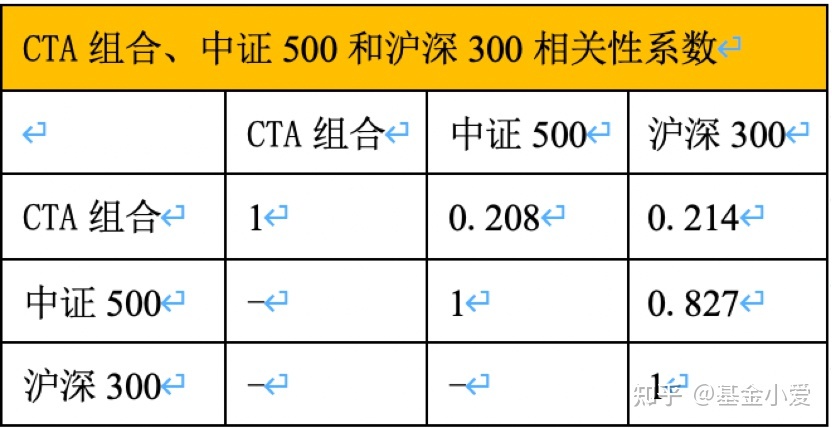 CTA 组合、中证 500 和沪深 300 相关性系数↵
↵ CTA 组合↵ 中证 500↵ 沪深 300↵
CTA 组合↵ 1↵ 0.208↵ 0.214↵
中证 500↵ –↵ 1↵ 0.827↵
沪深 300↵ –↵ –↵ 1↵
知乎 @基金小爱